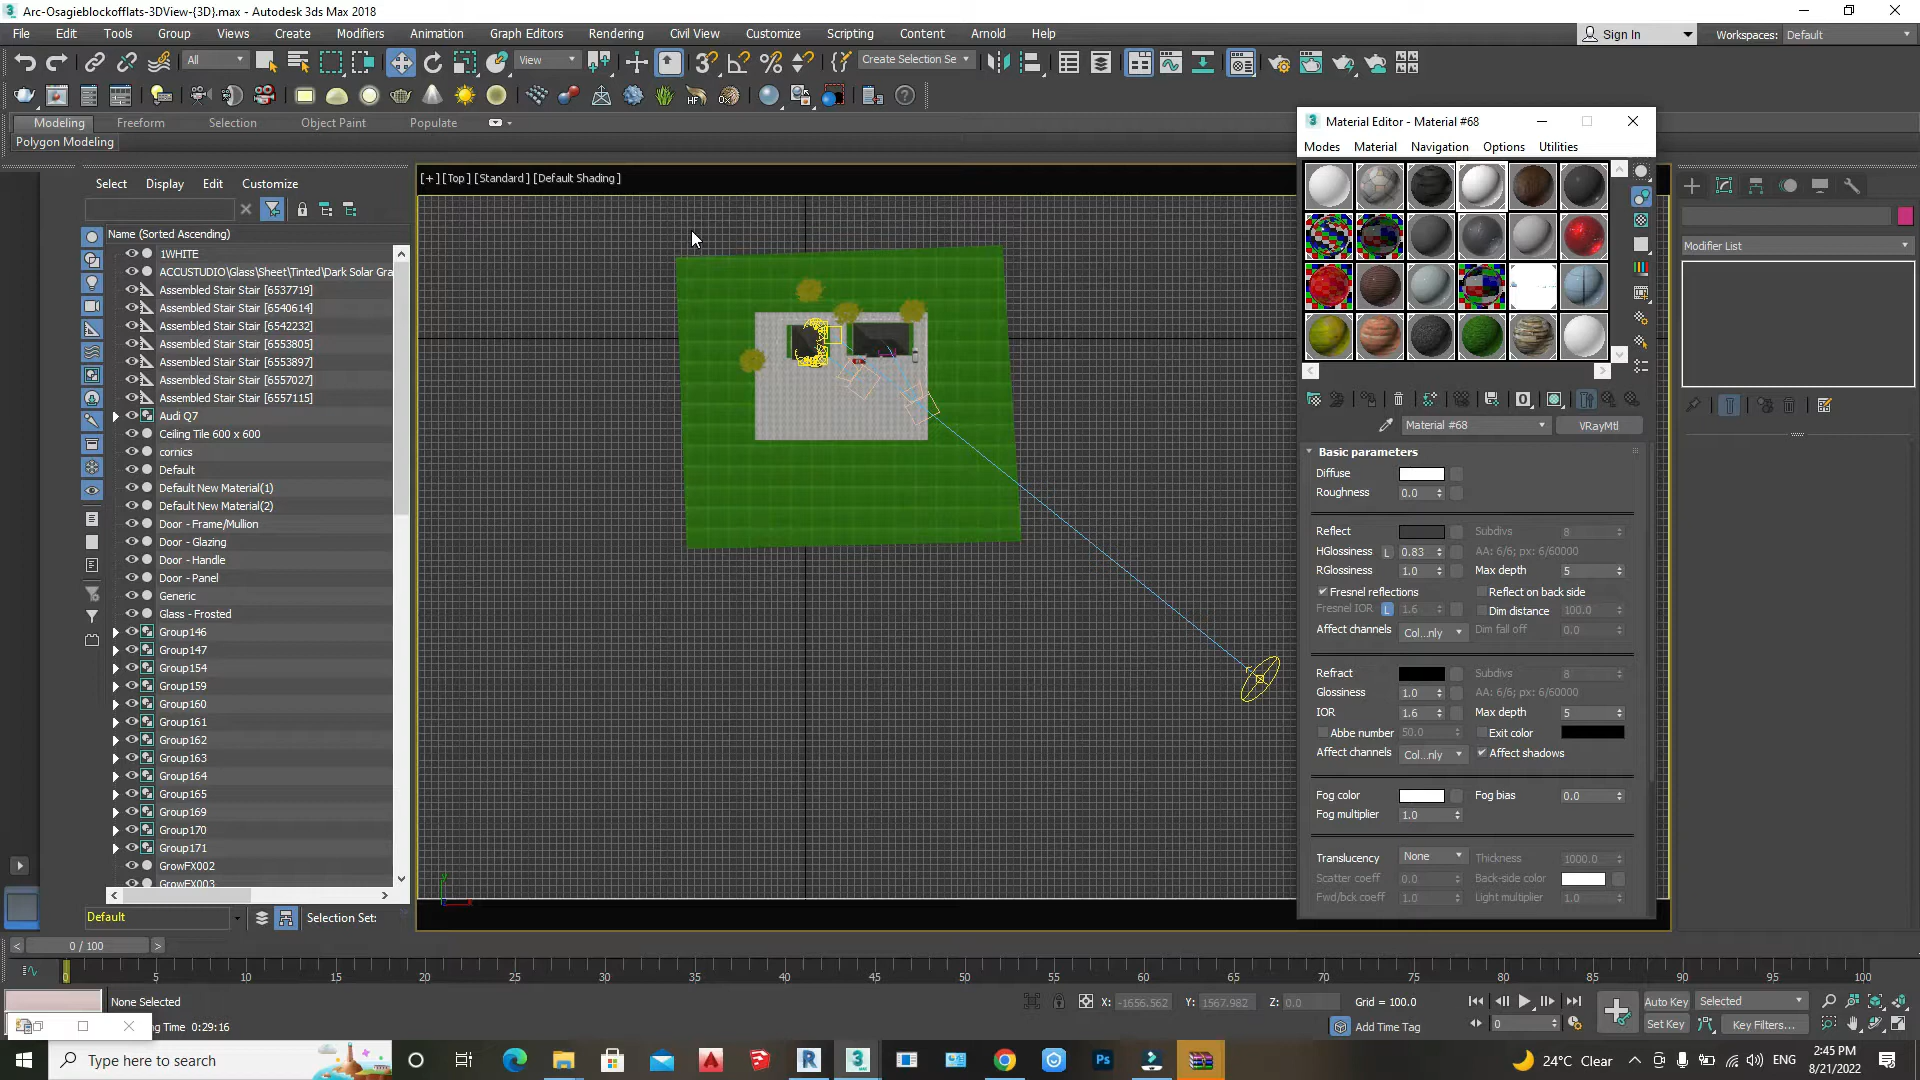 Arc-Osagieblockofflats-3DView-{3D}.max - Autodesk 3ds Max 2018
File Edit Tools Group Views Create Modifiers Animation Graph Editors Rendering Civil View Customize Scripting Content Arnold Help Sign In Workspaces: Default
All View Create Selection Se
Modeling Freeform Selection Object Paint Populate
Polygon Modeling
Material Editor - Material #68
Modes Material Navigation Options Utilities
Select Display Edit Customize
[+] [Top] [Standard] [Default Shading]
Name (Sorted Ascending)
Modifier List
1WHITE
ACCUSTUDIO\Glass\Sheet\Tinted\Dark Solar Gra
Assembled Stair Stair [6537719]
Assembled Stair Stair [6540614]
Assembled Stair Stair [6542232]
Assembled Stair Stair [6553805]
Assembled Stair Stair [6553897]
Assembled Stair Stair [6557027]
Assembled Stair Stair [6557115]
Audi Q7
Ceiling Tile 600 x 600
cornics
Default
Default New Material(1)
Default New Material(2)
Door - Frame/Mullion
Door - Glazing
Door - Handle
Door - Panel
Generic
Glass - Frosted
Group146
Group147
Group154
Group159
Group160
Group161
Group162
Group163
Group164
Group165
Group169
Group170
Group171
GrowFX002
GrowFX003
Material #68 VRayMtl
Basic parameters
Diffuse
Roughness 0.0
Reflect Subdivs 8
HGlossiness L 0.83 AA: 6/6; px: 6/60000
RGlossiness 1.0 Max depth 5
Fresnel reflections Reflect on back side
Fresnel IOR L 1.6 Dim distance 100.0
Affect channels Col...nly Dim fall off 0.0
Refract Subdivs 8
Glossiness 1.0 AA: 6/6; px: 6/60000
IOR 1.6 Max depth 5
Abbe number 50.0 Exit color
Affect channels Col...nly Affect shadows
Fog color Fog bias 0.0
Fog multiplier 1.0
Translucency None Thickness 1000.0
Scatter coeff 0.0 Back-side color
Fwd/bck coeff 1.0 Light multiplier 1.0
Default Selection Set:
0 / 100
0 5 10 15 20 25 30 35 40 45 50 55 60 65 70 75 80 85 90 95 100
None Selected X: -1656.562 Y: 1567.982 Z: 0.0 Grid = 100.0 Auto Key Selected
ng Time 0:29:16 Add Time Tag 0 Set Key Key Filters...
Type here to search 24°C Clear ENG 2:45 PM
8/21/2022